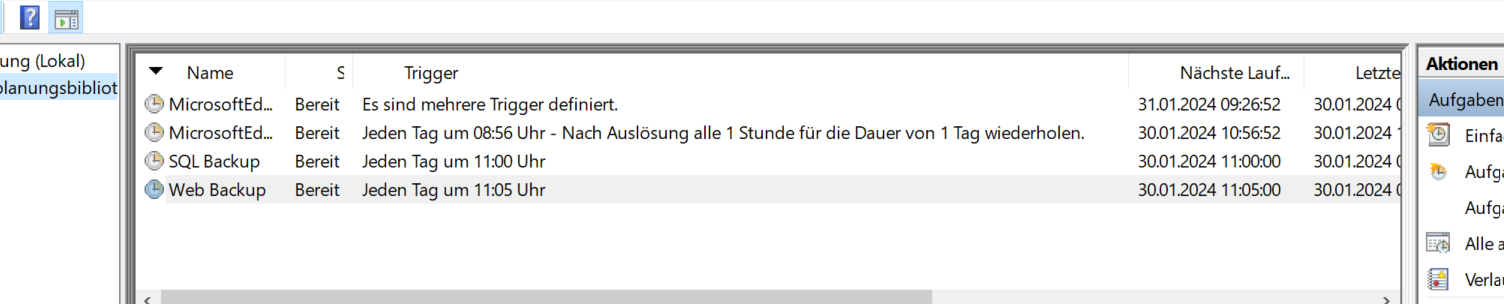 ung (Lokal)
planungsbibliot
Name S Trigger Nächste Lauf... Letzte
MicrosoftEd... Bereit Es sind mehrere Trigger definiert. 31.01.2024 09:26:52 30.01.2024
MicrosoftEd... Bereit Jeden Tag um 08:56 Uhr - Nach Auslösung alle 1 Stunde für die Dauer von 1 Tag wiederholen. 30.01.2024 10:56:52 30.01.2024
SQL Backup Bereit Jeden Tag um 11:00 Uhr 30.01.2024 11:00:00 30.01.2024
Web Backup Bereit Jeden Tag um 11:05 Uhr 30.01.2024 11:05:00 30.01.2024
Aktionen
Aufgaben
Einfa
Aufga
Aufga
Alle a
Verlau